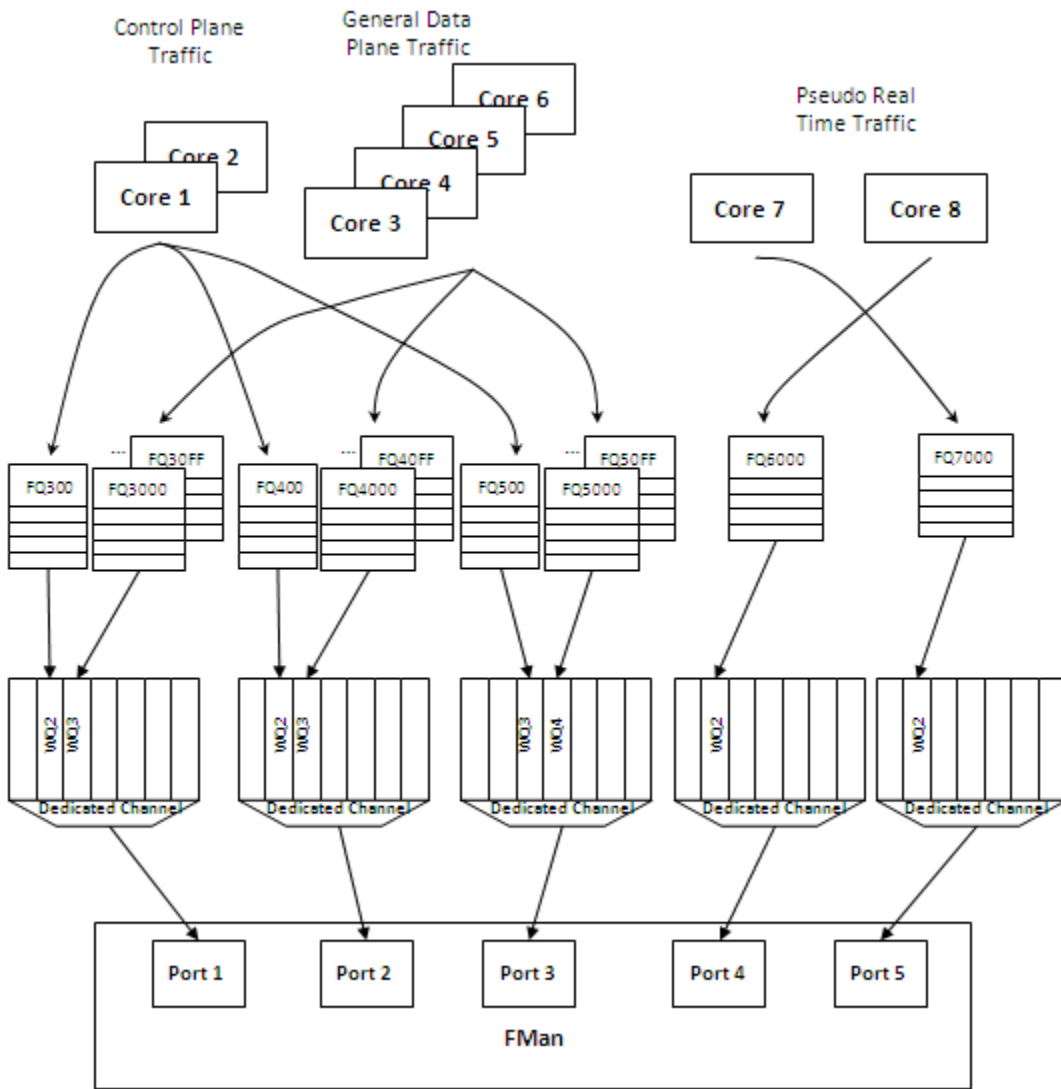 Control Plane
Traffic
General Data
Plane Traffic
Pseudo Real
Time Traffic
Core 6
Core 5
Core 4
Core 3
Core 2
Core 1
Core 7
Core 8
... FQ30FF
FQ300
FQ3000
... FQ40FF
FQ400
FQ4000
... FQ50FF
FQ500
FQ5000
FQ6000
FQ7000
WQ2
WQ3
WQ2
WQ3
WQ3
WQ4
WQ2
WQ2
Dedicated Channel
Dedicated Channel
Dedicated Channel
Dedicated Channel
Dedicated Channel
Port 1
Port 2
Port 3
Port 4
Port 5
FMan